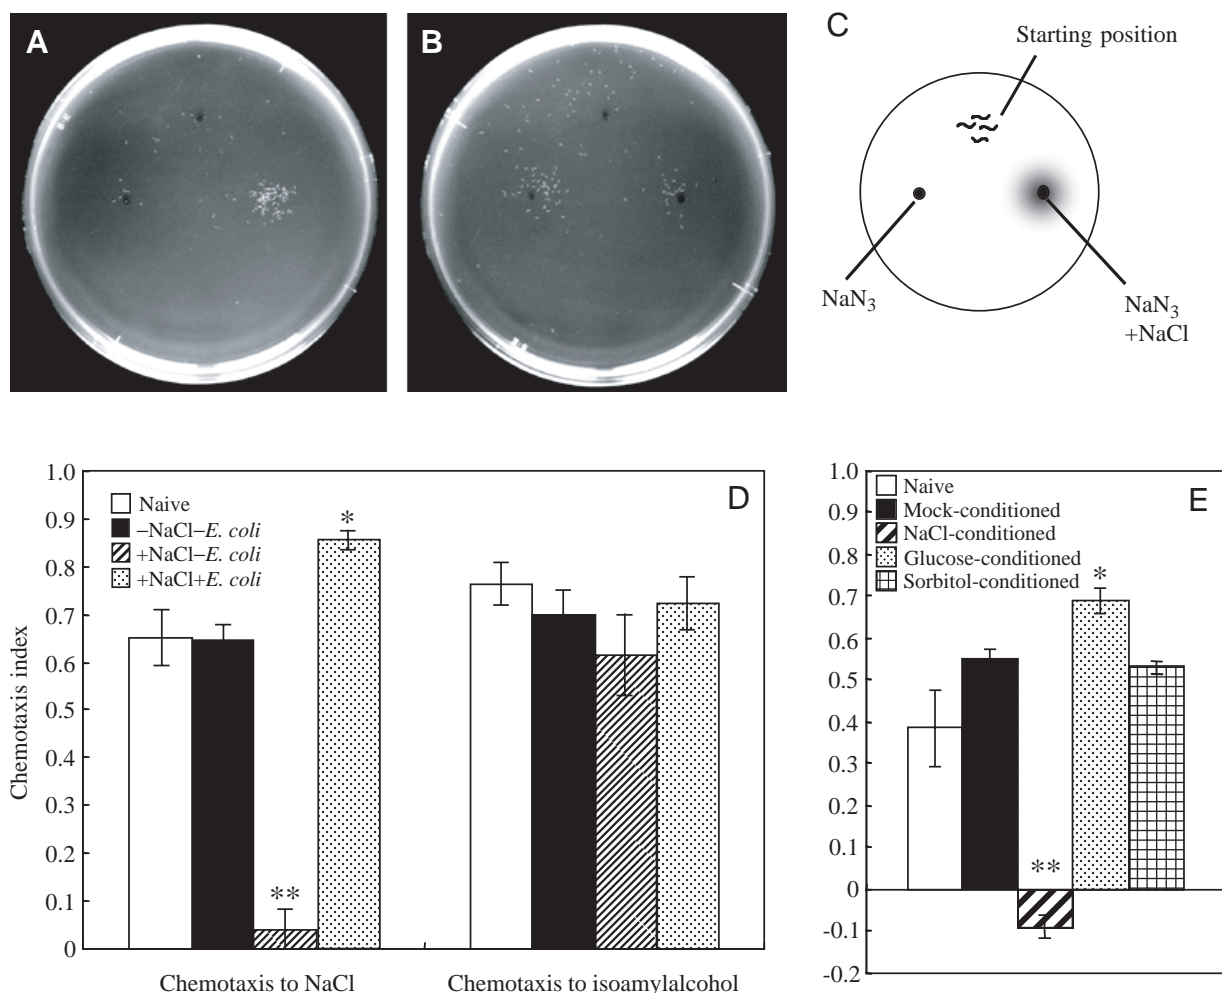 A
B
C
Starting position
NaN3
NaN3
+NaCl
D
1.0
0.9
0.8
0.7
0.6
0.5
0.4
0.3
0.2
0.1
0
Chemotaxis index
Naive
–NaCl–E. coli
+NaCl–E. coli
+NaCl+E. coli
*
**
Chemotaxis to NaCl
Chemotaxis to isoamylalcohol
E
1.0
0.9
0.8
0.7
0.6
0.5
0.4
0.3
0.2
0.1
0
-0.1
-0.2
Naive
Mock-conditioned
NaCl-conditioned
Glucose-conditioned
Sorbitol-conditioned
*
**